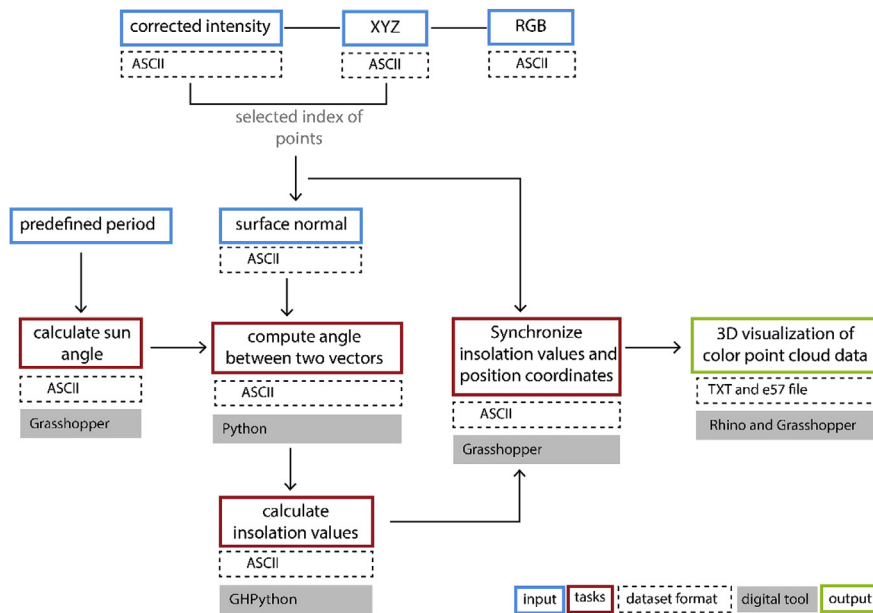 corrected intensity
XYZ
RGB
ASCII
ASCII
ASCII
selected index of
points
predefined period
surface normal
ASCII
calculate sun
angle
compute angle
between two vectors
Synchronize
insolation values and
position coordinates
3D visualization of
color point cloud data
ASCII
ASCII
ASCII
TXT and e57 file
Grasshopper
Python
Grasshopper
Rhino and Grasshopper
calculate
insolation values
ASCII
GHPython
input
tasks
dataset format
digital tool
output